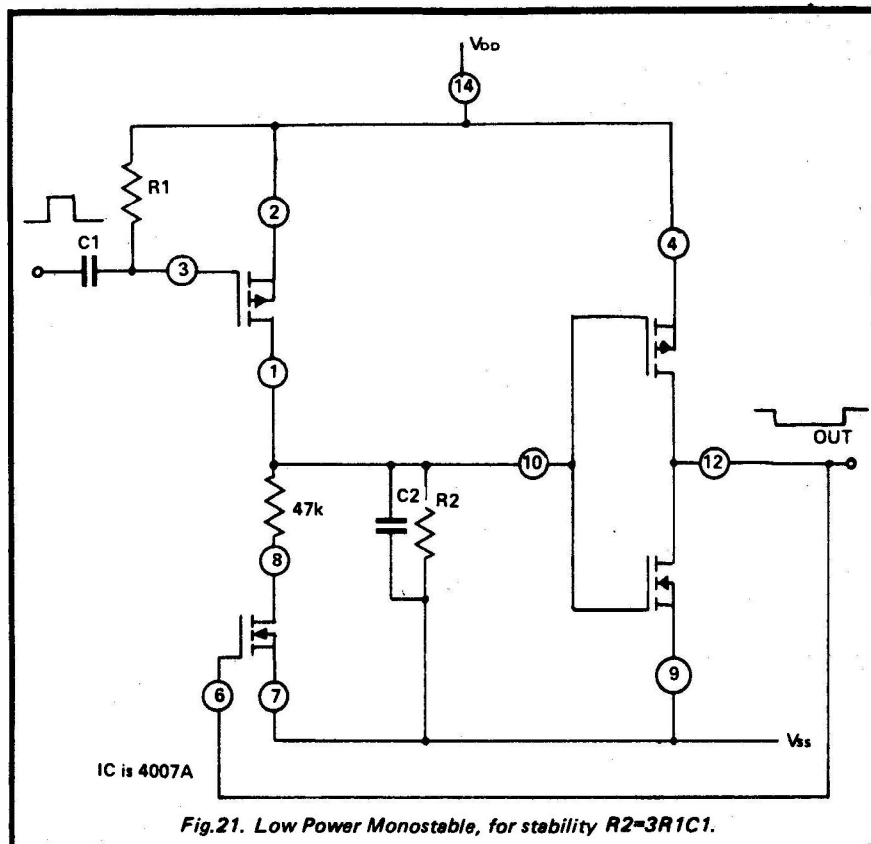 VDD
14
R1
2
C1
3
4
1
OUT
10
12
C2
R2
47k
8
6
7
9
Vss
IC is 4007A
Fig.21. Low Power Monostable, for stability R2=3R1C1.